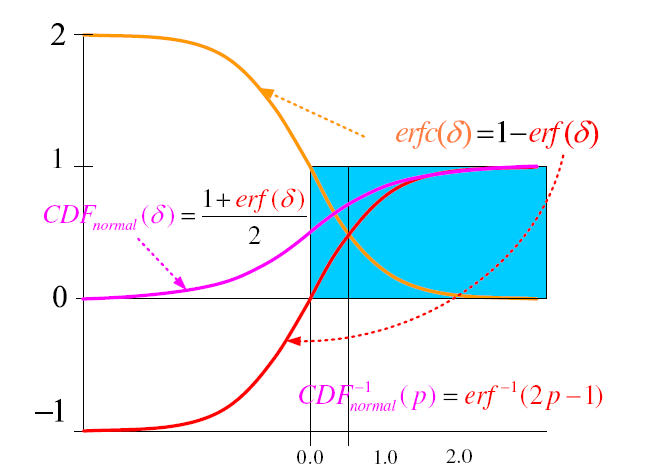 2
erfc(δ)=1−erf(δ)
1
CDF_normal(δ) = (1+erf(δ))/2
0
CDF⁻¹_normal(p) = erf⁻¹(2p−1)
−1
0.0 1.0 2.0